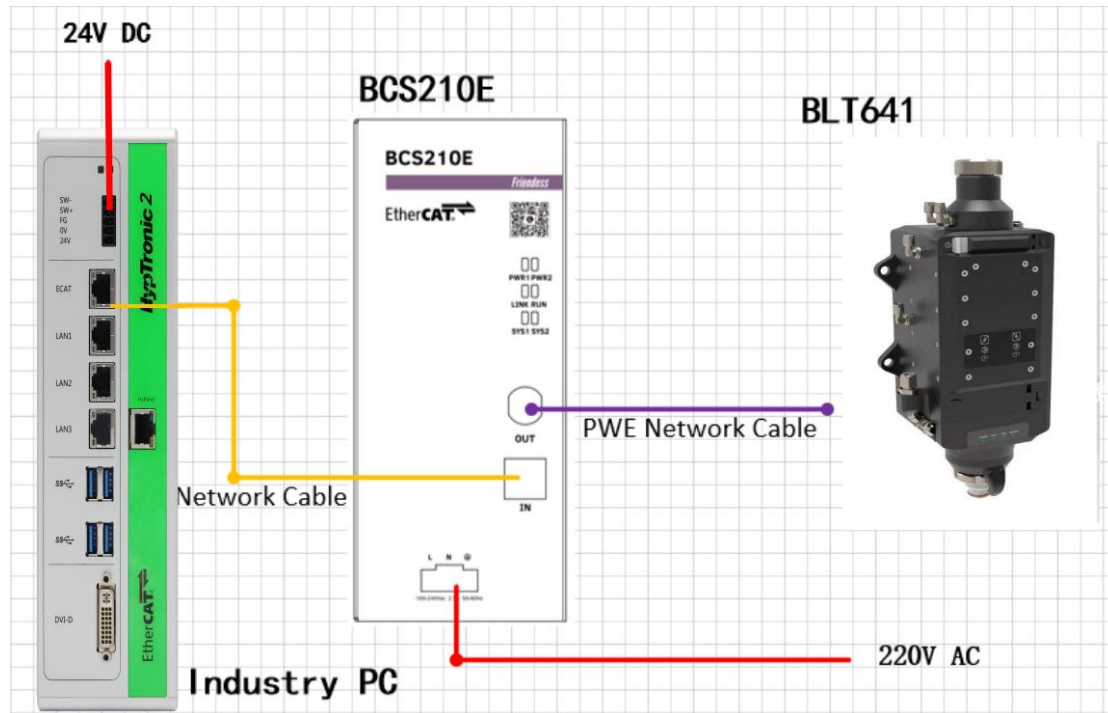 24V DC
BCS210E
BLT641
SW-
SW+
FG
0V
24V
ECAT
LAN1
LAN2
LAN3
DVI-D
HypTronic 2
EtherCAT
BCS210E
Friendess
EtherCAT
PWR1 PWR2
LINK RUN
SYS1 SYS2
OUT
IN
L N
PWE Network Cable
Network Cable
220V AC
Industry PC